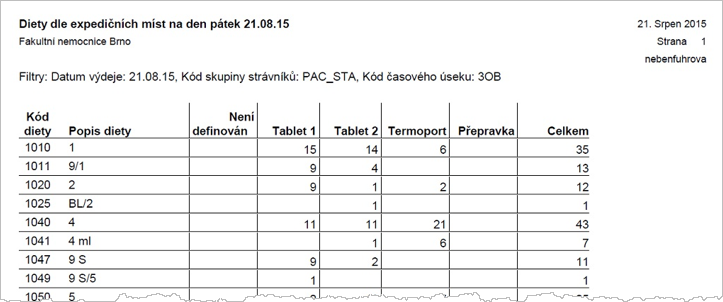 Diety dle expedičních míst na den pátek 21.08.15
21. Srpen 2015
Fakultní nemocnice Brno
Strana 1
nebenfuhrova
Filtry: Datum výdeje: 21.08.15, Kód skupiny strávníků: PAC_STA, Kód časového úseku: 3OB
Kód Není
diety Popis diety definován Tablet 1 Tablet 2 Termoport Přepravka Celkem
1010 1 15 14 6 35
1011 9/1 9 4 13
1020 2 9 1 2 12
1025 BL/2 1 1
1040 4 11 11 21 43
1041 4 ml 1 6 7
1047 9 S 9 2 11
1049 9 S/5 1 1
1050 5